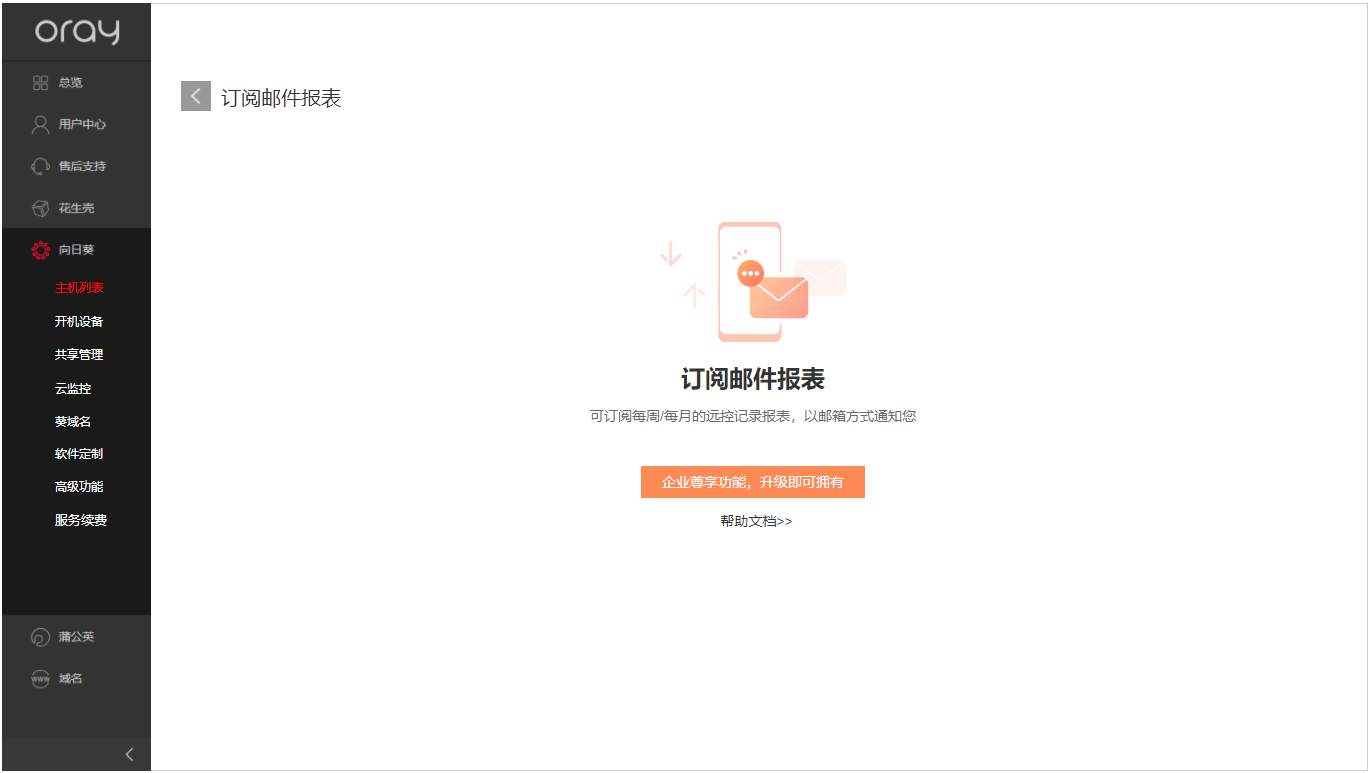 oray
总览
用户中心
售后支持
花生壳
向日葵
主机列表
开机设备
共享管理
云监控
葵域名
软件定制
高级功能
服务续费
蒲公英
www 域名
订阅邮件报表
订阅邮件报表
可订阅每周/每月的远控记录报表，以邮箱方式通知您
企业尊享功能，升级即可拥有
帮助文档>>